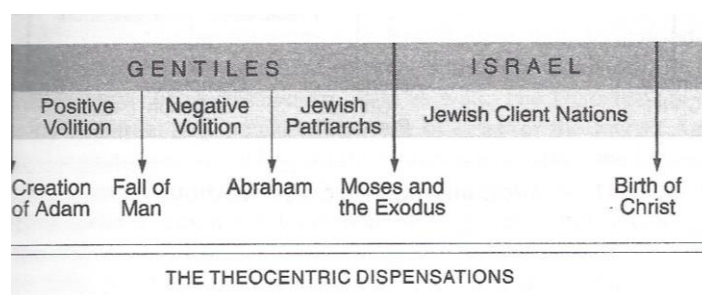 GENTILES ISRAEL
Positive Negative Jewish
Volition Volition Patriarchs Jewish Client Nations
Creation Fall of Abraham Moses and Birth of
of Adam Man the Exodus Christ
THE THEOCENTRIC DISPENSATIONS